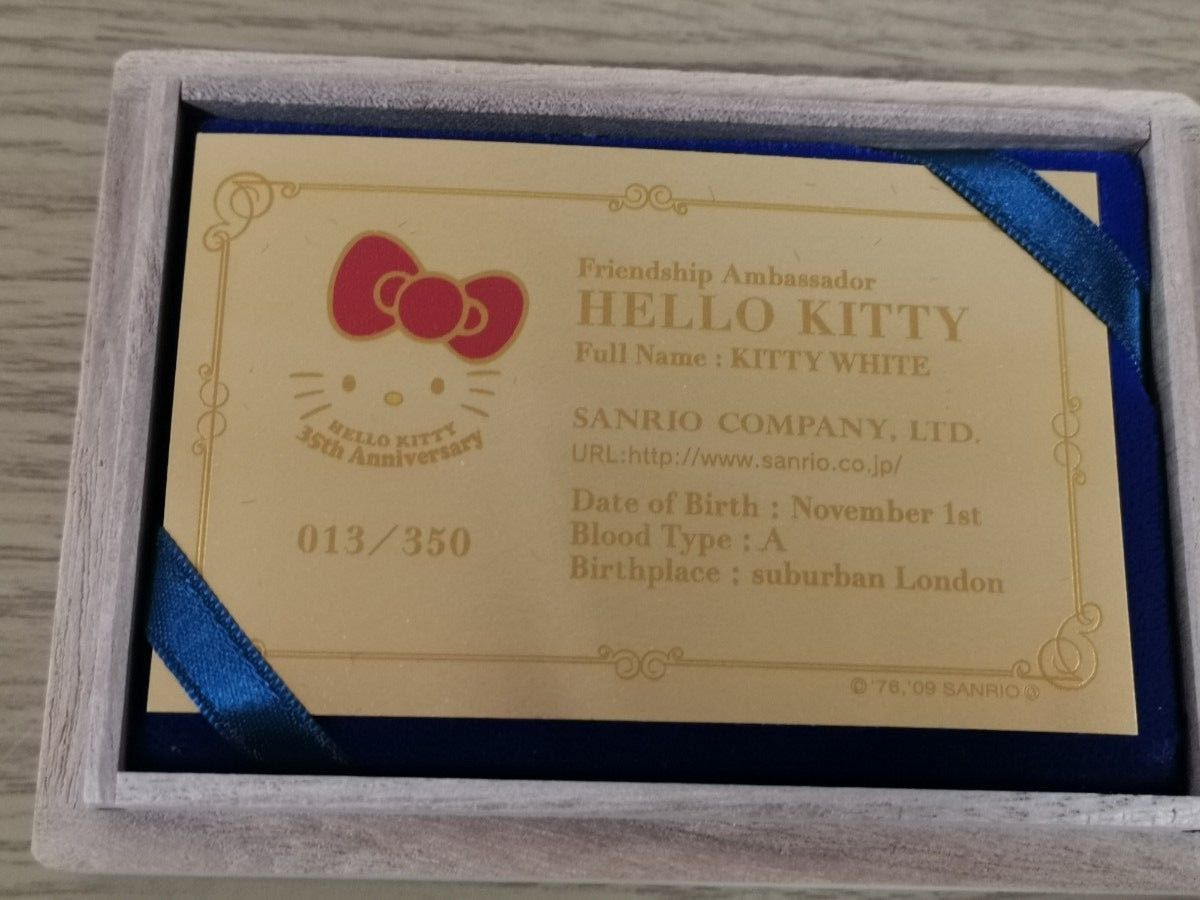 Friendship Ambassador
HELLO KITTY
Full Name : KITTY WHITE
SANRIO COMPANY, LTD.
URL:http://www.sanrio.co.jp/
Date of Birth : November 1st
Blood Type : A
Birthplace : suburban London
HELLO KITTY
35th Anniversary
013/350
© '76,'09 SANRIO